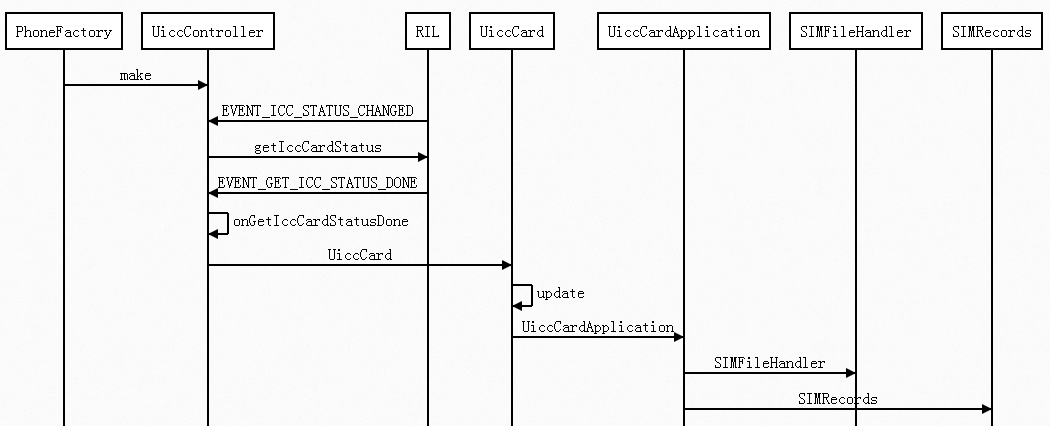 PhoneFactory UiccController RIL UiccCard UiccCardApplication SIMFileHandler SIMRecords
make
EVENT_ICC_STATUS_CHANGED
getIccCardStatus
EVENT_GET_ICC_STATUS_DONE
onGetIccCardStatusDone
UiccCard
update
UiccCardApplication
SIMFileHandler
SIMRecords